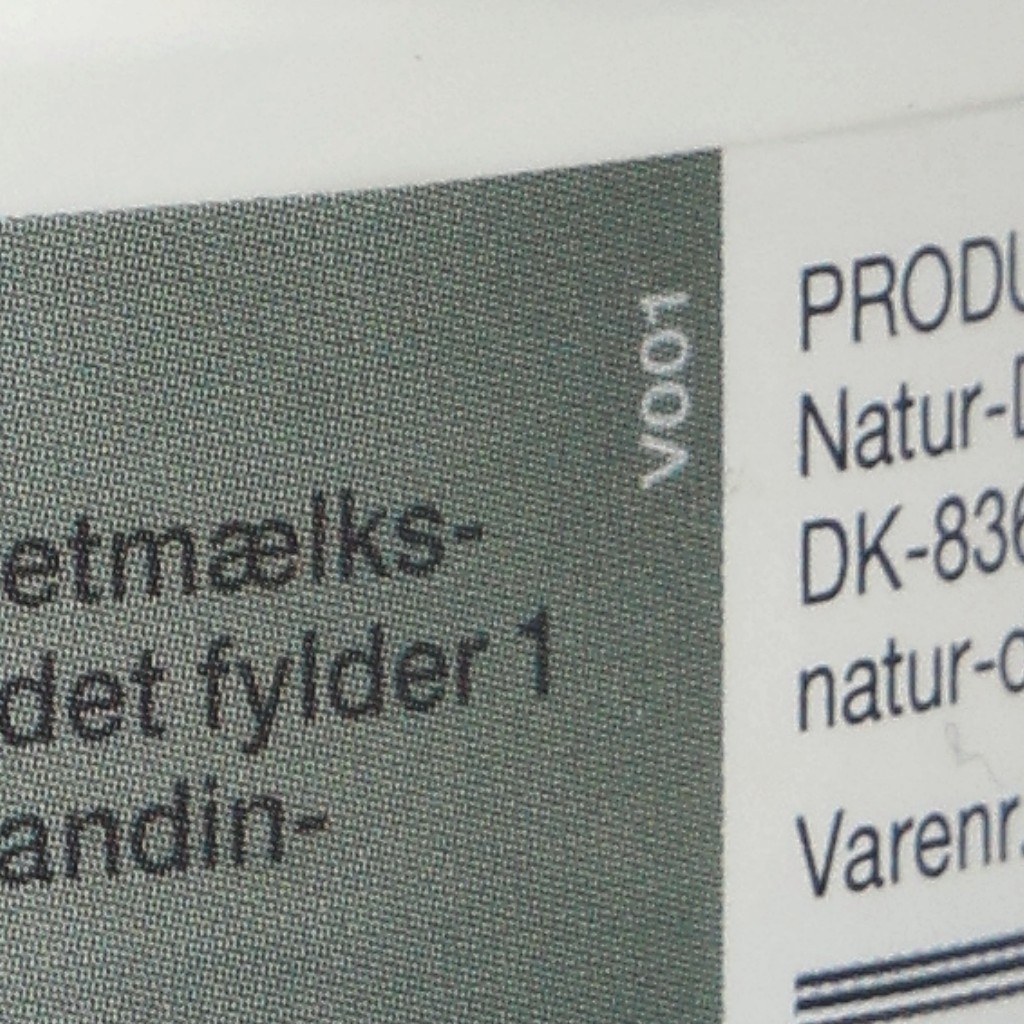 etmælks-
det fylder 1
andin-
V001
PRODU
Natur-D
DK-836
natur-d
Varenr.